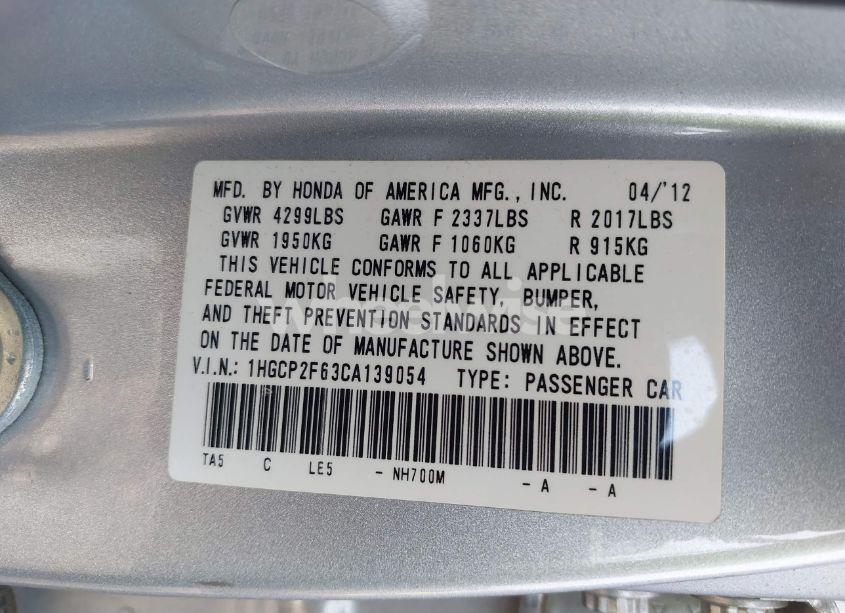 MFD. BY HONDA OF AMERICA MFG., INC. 04/'12
GVWR 4299LBS GAWR F 2337LBS R 2017LBS
GVWR 1950KG GAWR F 1060KG R 915KG
THIS VEHICLE CONFORMS TO ALL APPLICABLE
FEDERAL MOTOR VEHICLE SAFETY, BUMPER,
AND THEFT PREVENTION STANDARDS IN EFFECT
ON THE DATE OF MANUFACTURE SHOWN ABOVE.
V.I.N.: 1HGCP2F63CA139054 TYPE: PASSENGER CAR
TA5 C LE5 - NH700M - A - A